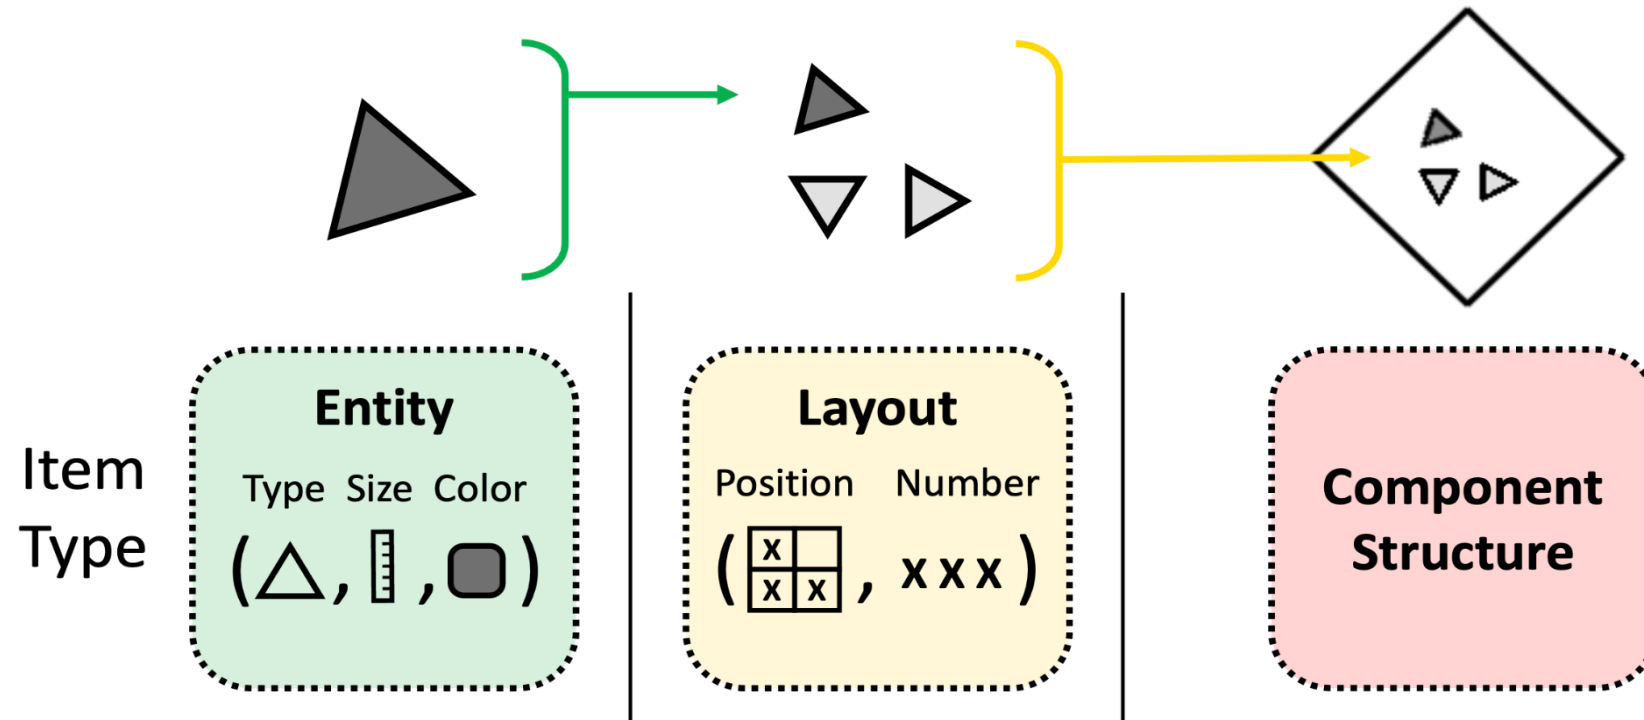 Item
Type
Entity
Type Size Color
( , , )
Layout
Position Number
x
x x
( , x x x )
Component
Structure